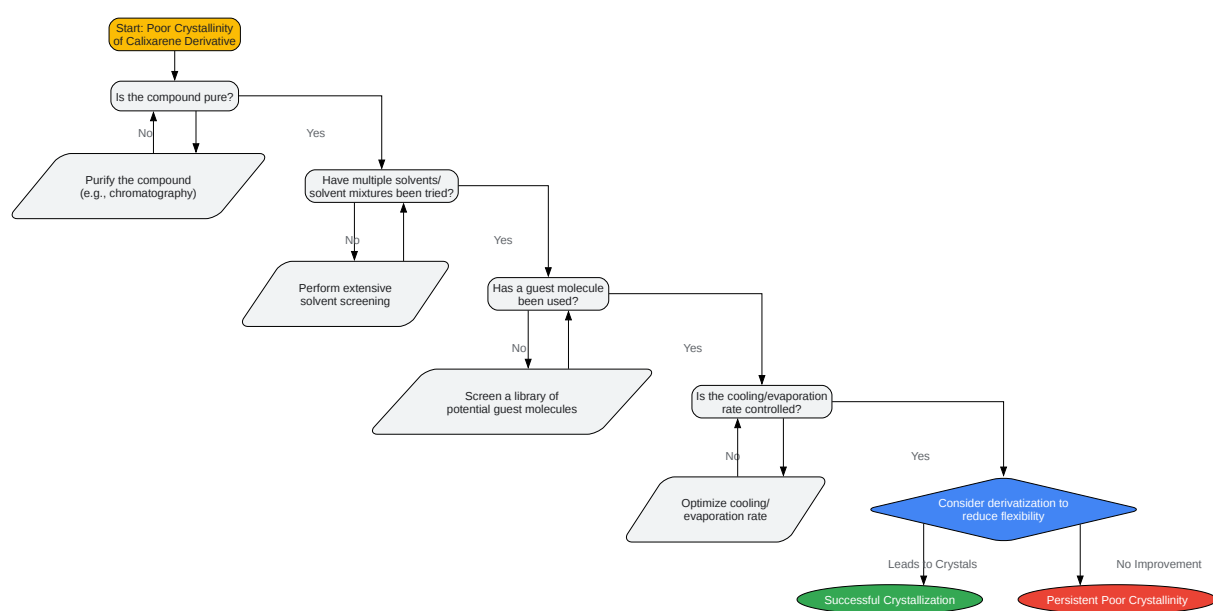 Start: Poor Crystallinity
of Calixarene Derivative
Is the compound pure?
No
Yes
Purify the compound
(e.g., chromatography)
Have multiple solvents/
solvent mixtures been tried?
No
Yes
Perform extensive
solvent screening
Has a guest molecule
been used?
No
Yes
Screen a library of
potential guest molecules
Is the cooling/evaporation
rate controlled?
No
Yes
Optimize cooling/
evaporation rate
Consider derivatization to
reduce flexibility
Leads to Crystals
No Improvement
Successful Crystallization
Persistent Poor Crystallinity